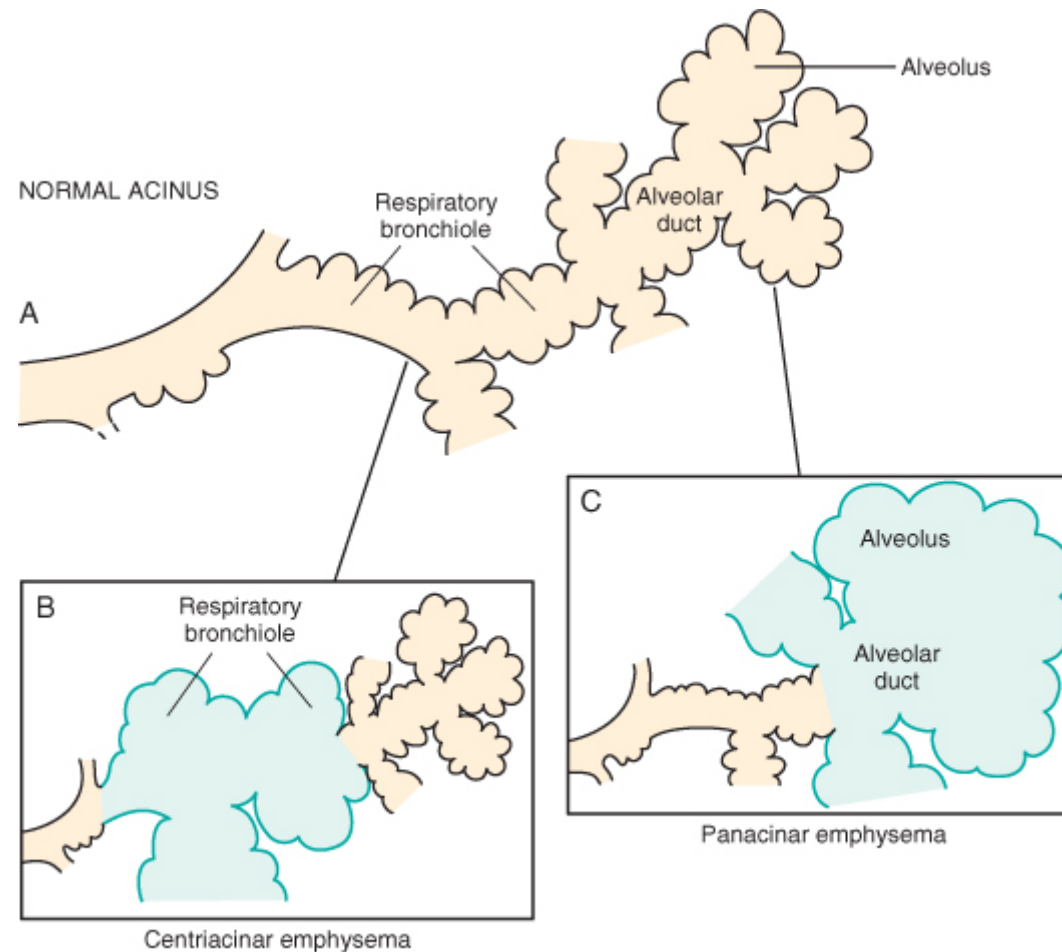 Alveolus
NORMAL ACINUS
Respiratory
bronchiole
Alveolar
duct
A
B
Respiratory
bronchiole
Centriacinar emphysema
C
Alveolus
Alveolar
duct
Panacinar emphysema